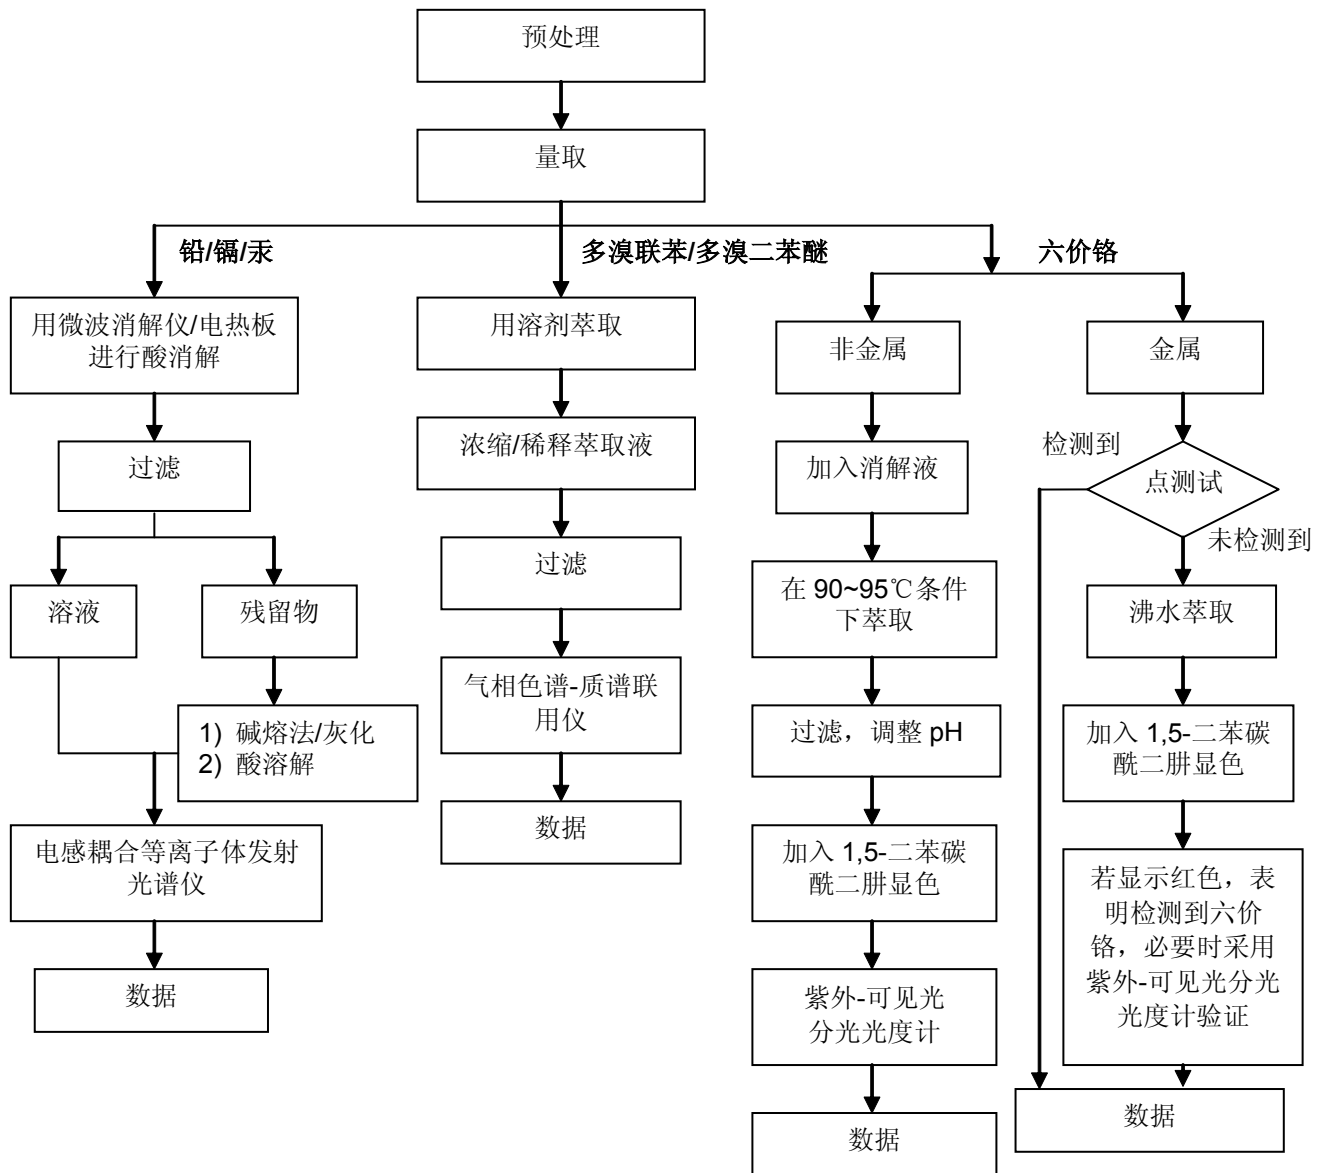 预处理
量取
铅/镉/汞
多溴联苯/多溴二苯醚
六价铬
用微波消解仪/电热板
进行酸消解
过滤
溶液
残留物
1) 碱熔法/灰化
2) 酸溶解
电感耦合等离子体发射
光谱仪
数据
用溶剂萃取
浓缩/稀释萃取液
过滤
气相色谱-质谱联
用仪
数据
非金属
加入消解液
在 90~95℃条件
下萃取
过滤，调整 pH
加入 1,5-二苯碳
酰二肼显色
紫外-可见光
分光光度计
数据
金属
检测到
点测试
未检测到
沸水萃取
加入 1,5-二苯碳
酰二肼显色
若显示红色，表
明检测到六价
铬，必要时采用
紫外-可见光分光
光度计验证
数据